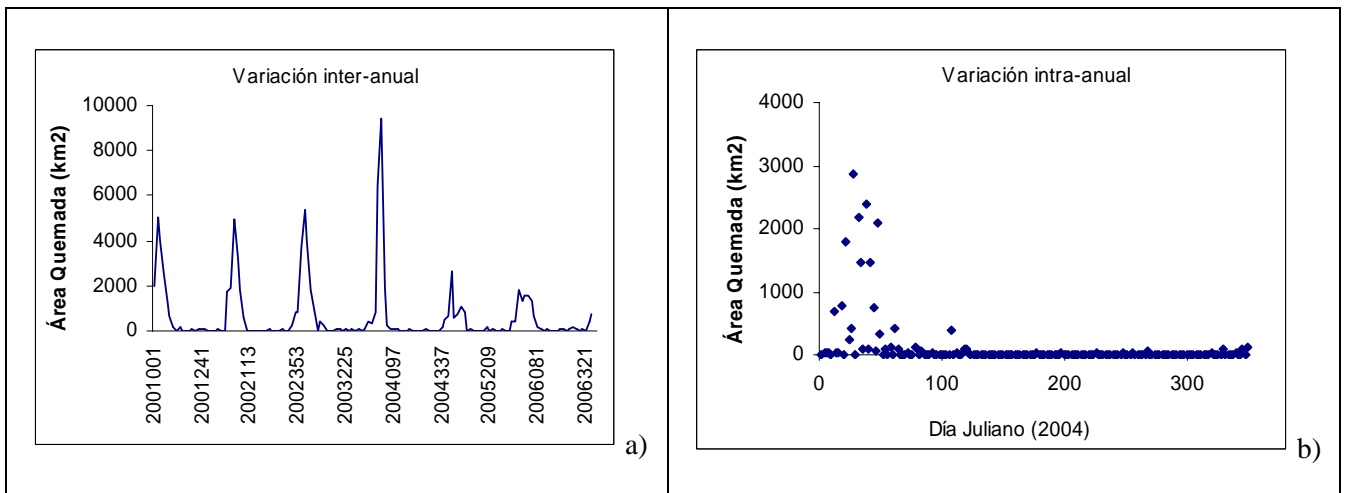 Variación inter-anual
Área Quemada (km2)
10000
8000
6000
4000
2000
0
2001001
2001241
2002113
2002353
2003225
2004097
2004337
2005209
2006081
2006321
a)
Variación intra-anual
Área Quemada (km2)
4000
3000
2000
1000
0
0 100 200 300
Día Juliano (2004)
b)